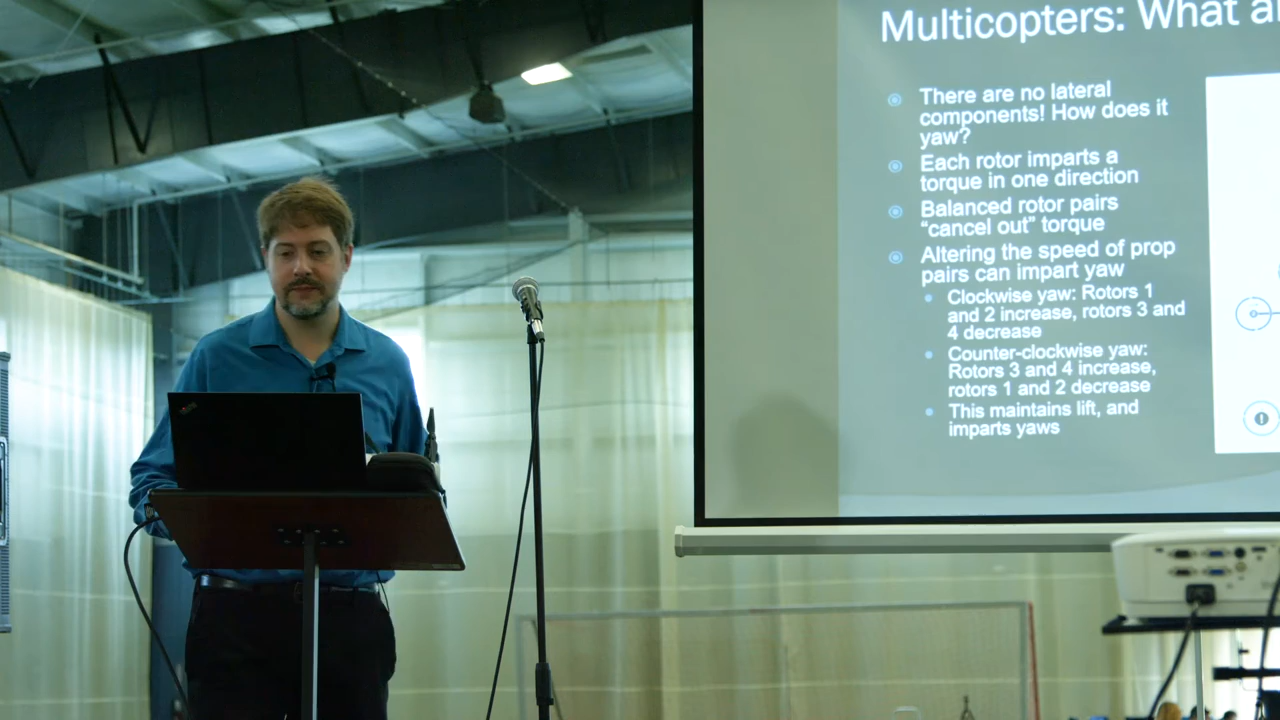 Multicopters: What a
There are no lateral
components! How does it
yaw?
Each rotor imparts a
torque in one direction
Balanced rotor pairs
“cancel out” torque
Altering the speed of prop
pairs can impart yaw
Clockwise yaw: Rotors 1
and 2 increase, rotors 3 and
4 decrease
Counter-clockwise yaw:
Rotors 3 and 4 increase,
rotors 1 and 2 decrease
This maintains lift, and
imparts yaws